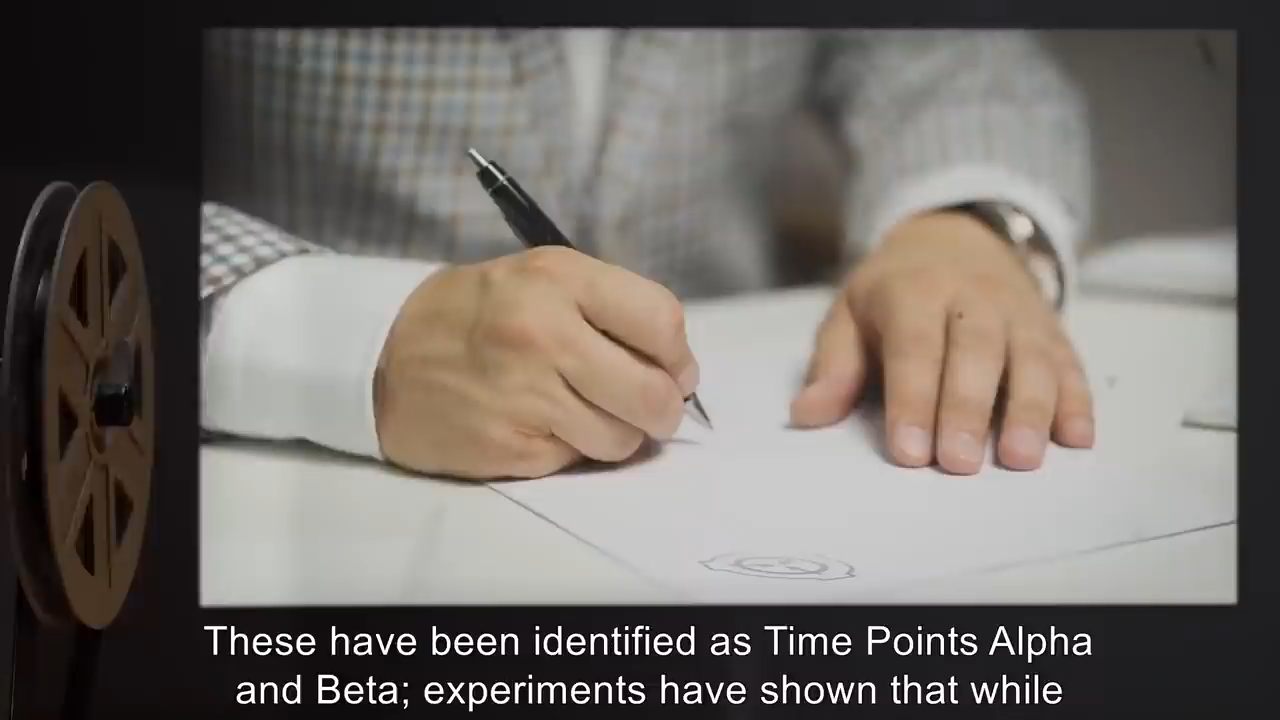 These have been identified as Time Points Alpha
and Beta; experiments have shown that while